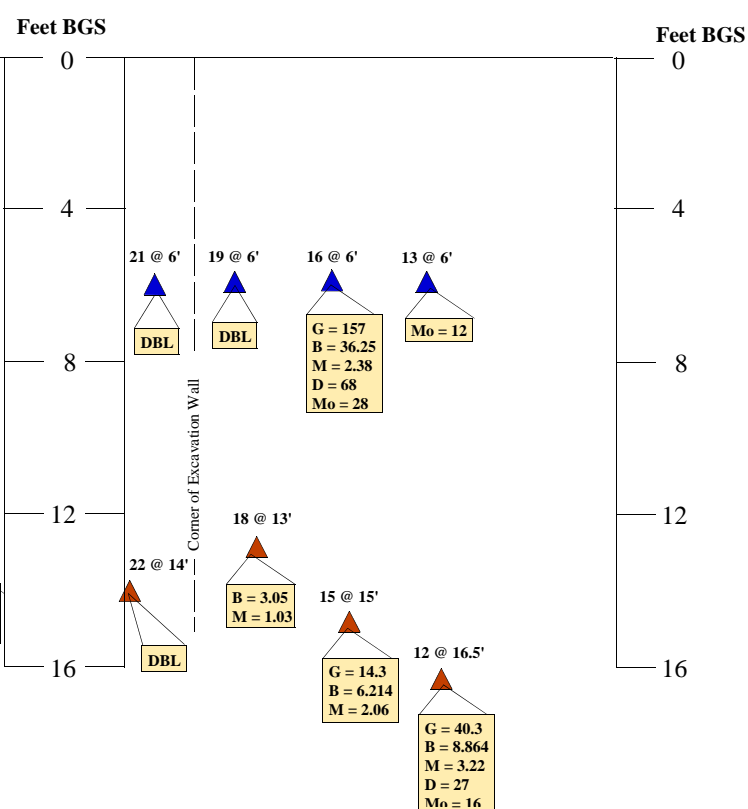 Feet BGS
Feet BGS
0
0
4
4
21 @ 6'
19 @ 6'
16 @ 6'
13 @ 6'
DBL
DBL
G = 157
B = 36.25
M = 2.38
D = 68
Mo = 28
Mo = 12
8
8
Corner of Excavation Wall
12
12
18 @ 13'
22 @ 14'
B = 3.05
M = 1.03
15 @ 15'
DBL
12 @ 16.5'
16
16
G = 14.3
B = 6.214
M = 2.06
G = 40.3
B = 8.864
M = 3.22
D = 27
Mo = 16